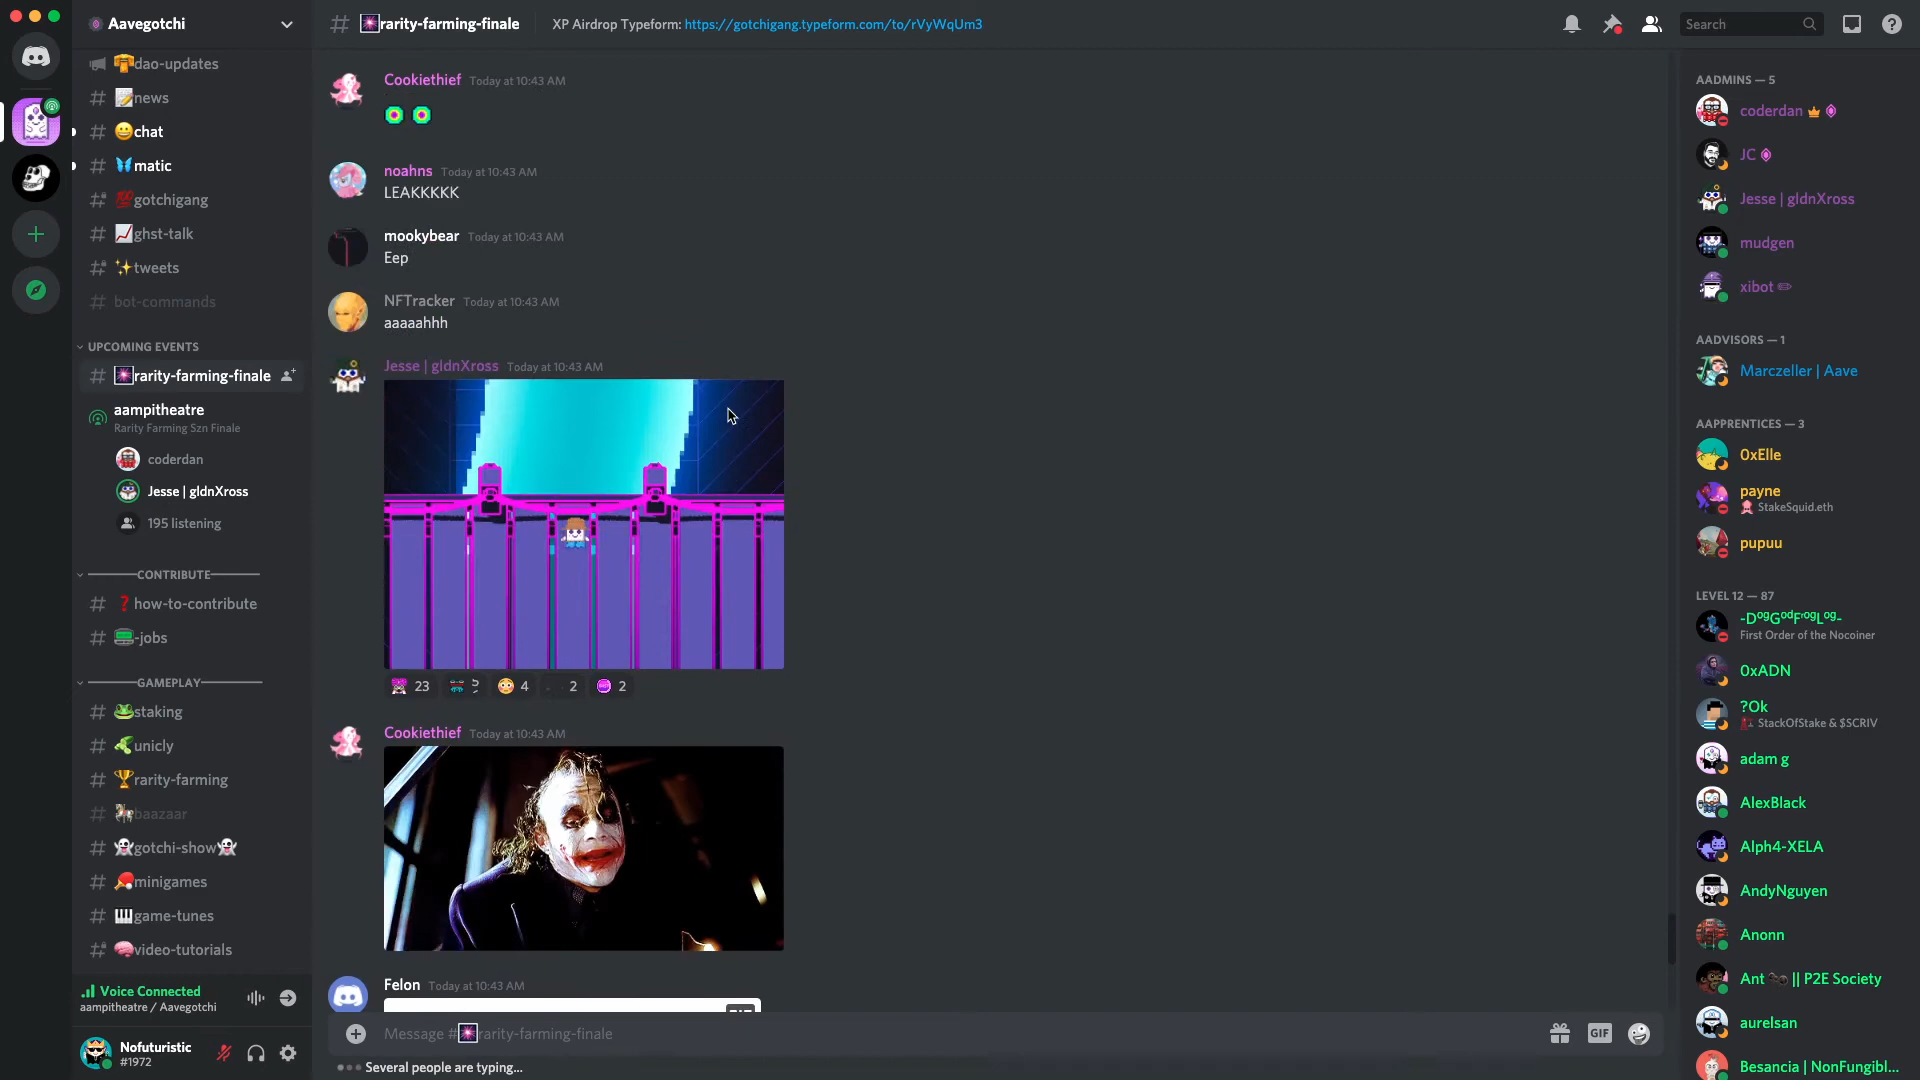 Aavegotchi
dao-updates
news
chat
matic
gotchigang
ghst-talk
tweets
bot-commands
UPCOMING EVENTS
rarity-farming-finale
aampitheatre
Rarity Farming Szn Finale
coderdan
Jesse | gldnXross
195 listening
CONTRIBUTE
how-to-contribute
-jobs
GAMEPLAY
staking
unicly
rarity-farming
baazaar
gotchi-show
minigames
game-tunes
video-tutorials
Voice Connected
aampitheatre / Aavegotchi
Nofuturistic
#1972
rarity-farming-finale XP Airdrop Typeform: https://gotchigang.typeform.com/to/rVyWqUm3
Search
Cookiethief Today at 10:43 AM
noahns Today at 10:43 AM
LEAKKKKK
mookybear Today at 10:43 AM
Eep
NFTracker Today at 10:43 AM
aaaaahhh
Jesse | gldnXross Today at 10:43 AM
23 4 2 2
Cookiethief Today at 10:43 AM
Felon Today at 10:43 AM
Message #rarity-farming-finale
GIF
Several people are typing...
AADMINS — 5
coderdan
JC
Jesse | gldnXross
mudgen
xibot
AADVISORS — 1
Marczeller | Aave
AAPRENTICES — 3
0xElle
payne
StakeSquid.eth
pupuu
LEVEL 12 — 87
-DᵒᵍGᵒᵈFʳᵒᵍLᵒᵍ-
First Order of the Nocoiner
0xADN
?Ok
StackOfStake & $SCRIV
adam g
AlexBlack
Alph4-XELA
AndyNguyen
Anonn
Ant || P2E Society
aurelsan
Besancia | NonFungibl...